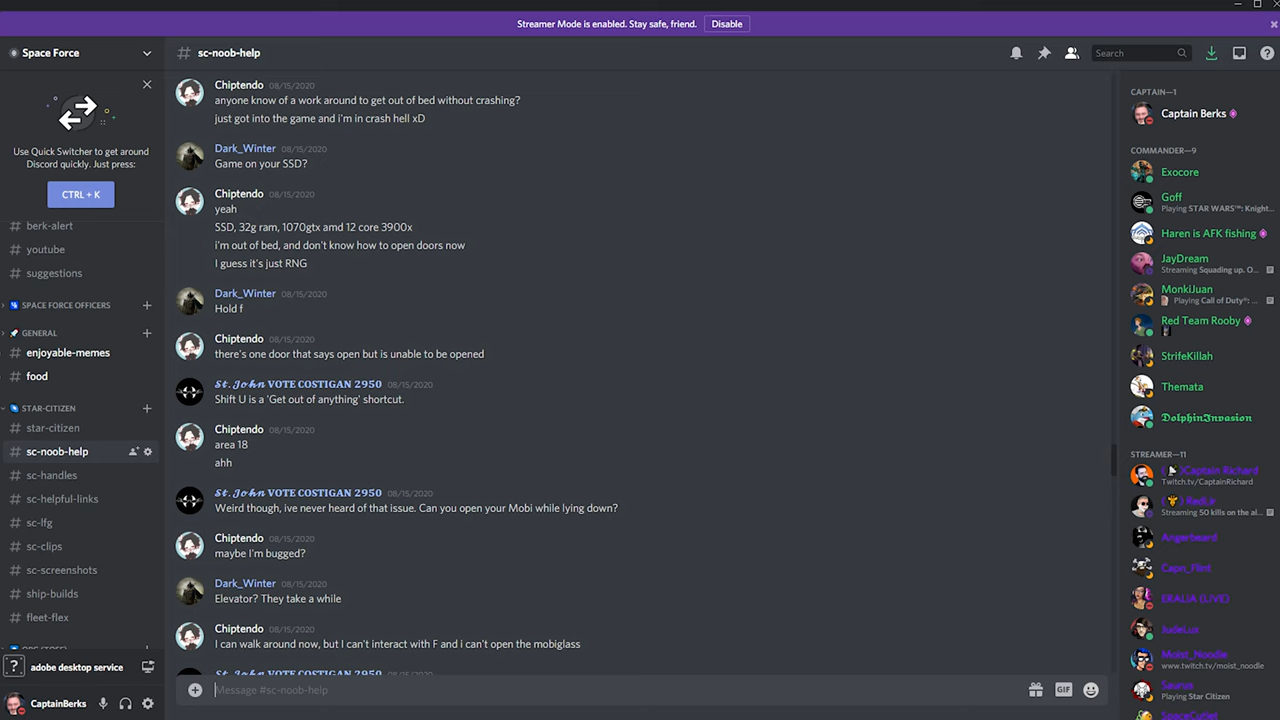 Streamer Mode is enabled. Stay safe, friend.
Disable
Space Force
Use Quick Switcher to get around
Discord quickly. Just press:
CTRL + K
berk-alert
# youtube
# suggestions
SPACE FORCE OFFICERS
GENERAL
# enjoyable-memes
# food
STAR-CITIZEN
# star-citizen
# sc-noob-help
# sc-handles
# sc-helpful-links
# sc-lfg
# sc-clips
# sc-screenshots
# ship-builds
# fleet-flex
adobe desktop service
CaptainBerks
# sc-noob-help
Search
Chiptendo 08/15/2020
anyone know of a work around to get out of bed without crashing?
just got into the game and i'm in crash hell xD
Dark_Winter 08/15/2020
Game on your SSD?
Chiptendo 08/15/2020
yeah
SSD, 32g ram, 1070gtx amd 12 core 3900x
i'm out of bed, and don't know how to open doors now
I guess it's just RNG
Dark_Winter 08/15/2020
Hold f
Chiptendo 08/15/2020
there's one door that says open but is unable to be opened
𝓢𝓽. 𝓙𝓸𝓱𝓷 VOTE COSTIGAN 2950 08/15/2020
Shift U is a 'Get out of anything' shortcut.
Chiptendo 08/15/2020
area 18
ahh
𝓢𝓽. 𝓙𝓸𝓱𝓷 VOTE COSTIGAN 2950 08/15/2020
Weird though, ive never heard of that issue. Can you open your Mobi while lying down?
Chiptendo 08/15/2020
maybe I'm bugged?
Dark_Winter 08/15/2020
Elevator? They take a while
Chiptendo 08/15/2020
I can walk around now, but I can't interact with F and i can't open the mobiglass
𝓢𝓽. 𝓙𝓸𝓱𝓷 VOTE COSTIGAN 2950 08/15/2020
Message #sc-noob-help
GIF
CAPTAIN—1
Captain Berks
COMMANDER—9
Exocore
Goff
Playing STAR WARS™: Knight...
Haren is AFK fishing
JayDream
Streaming Squading up. O...
MonkiJuan
Playing Call of Duty®: ...
Red Team Rooby
StrifeKillah
Themata
𝕯𝖔𝖑𝖕𝖍𝖎𝖓𝕴𝖓𝖛𝖆𝖘𝖎𝖔𝖓
STREAMER—11
Captain Richard
Twitch.tv/CaptainRichard
Streaming 50 kills on the al...
Angerbeard
Capn_Flint
(LIVE)
JudeLux
Moist_Noodle
www.twitch.tv/moist_noodle
Saurus
Playing Star Citizen